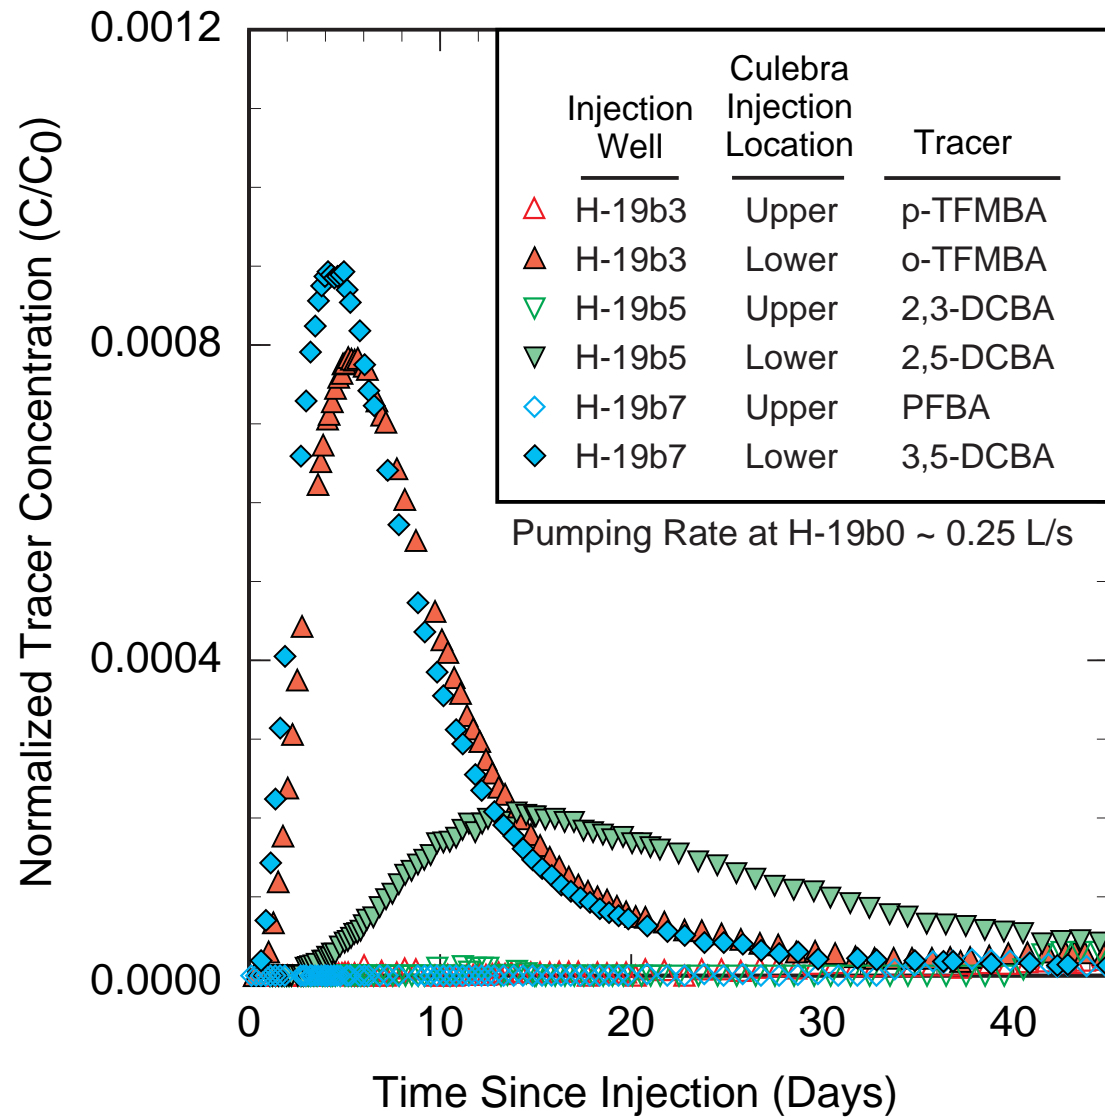 0.0012
0.0008
0.0004
0.0000
Normalized Tracer Concentration (C/C0)
Injection Well
Culebra Injection Location
Tracer
H-19b3 Upper p-TFMBA
H-19b3 Lower o-TFMBA
H-19b5 Upper 2,3-DCBA
H-19b5 Lower 2,5-DCBA
H-19b7 Upper PFBA
H-19b7 Lower 3,5-DCBA
Pumping Rate at H-19b0 ~ 0.25 L/s
0 10 20 30 40
Time Since Injection (Days)